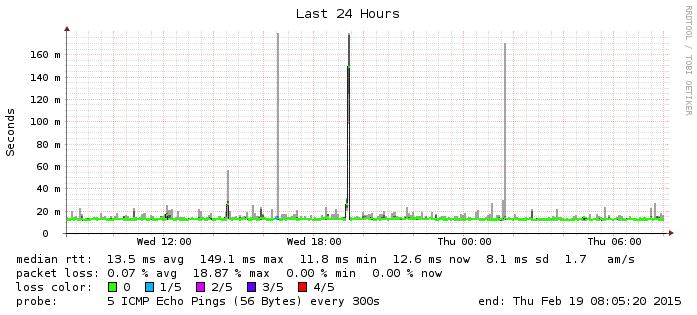 Last 24 Hours
RRDTOOL / TOBI OETIKER
Seconds
160 m
140 m
120 m
100 m
80 m
60 m
40 m
20 m
0
Wed 12:00 Wed 18:00 Thu 00:00 Thu 06:00
median rtt: 13.5 ms avg 149.1 ms max 11.8 ms min 12.6 ms now 8.1 ms sd 1.7 am/s
packet loss: 0.07 % avg 18.87 % max 0.00 % min 0.00 % now
loss color: 0 1/5 2/5 3/5 4/5
probe: 5 ICMP Echo Pings (56 Bytes) every 300s end: Thu Feb 19 08:05:20 2015